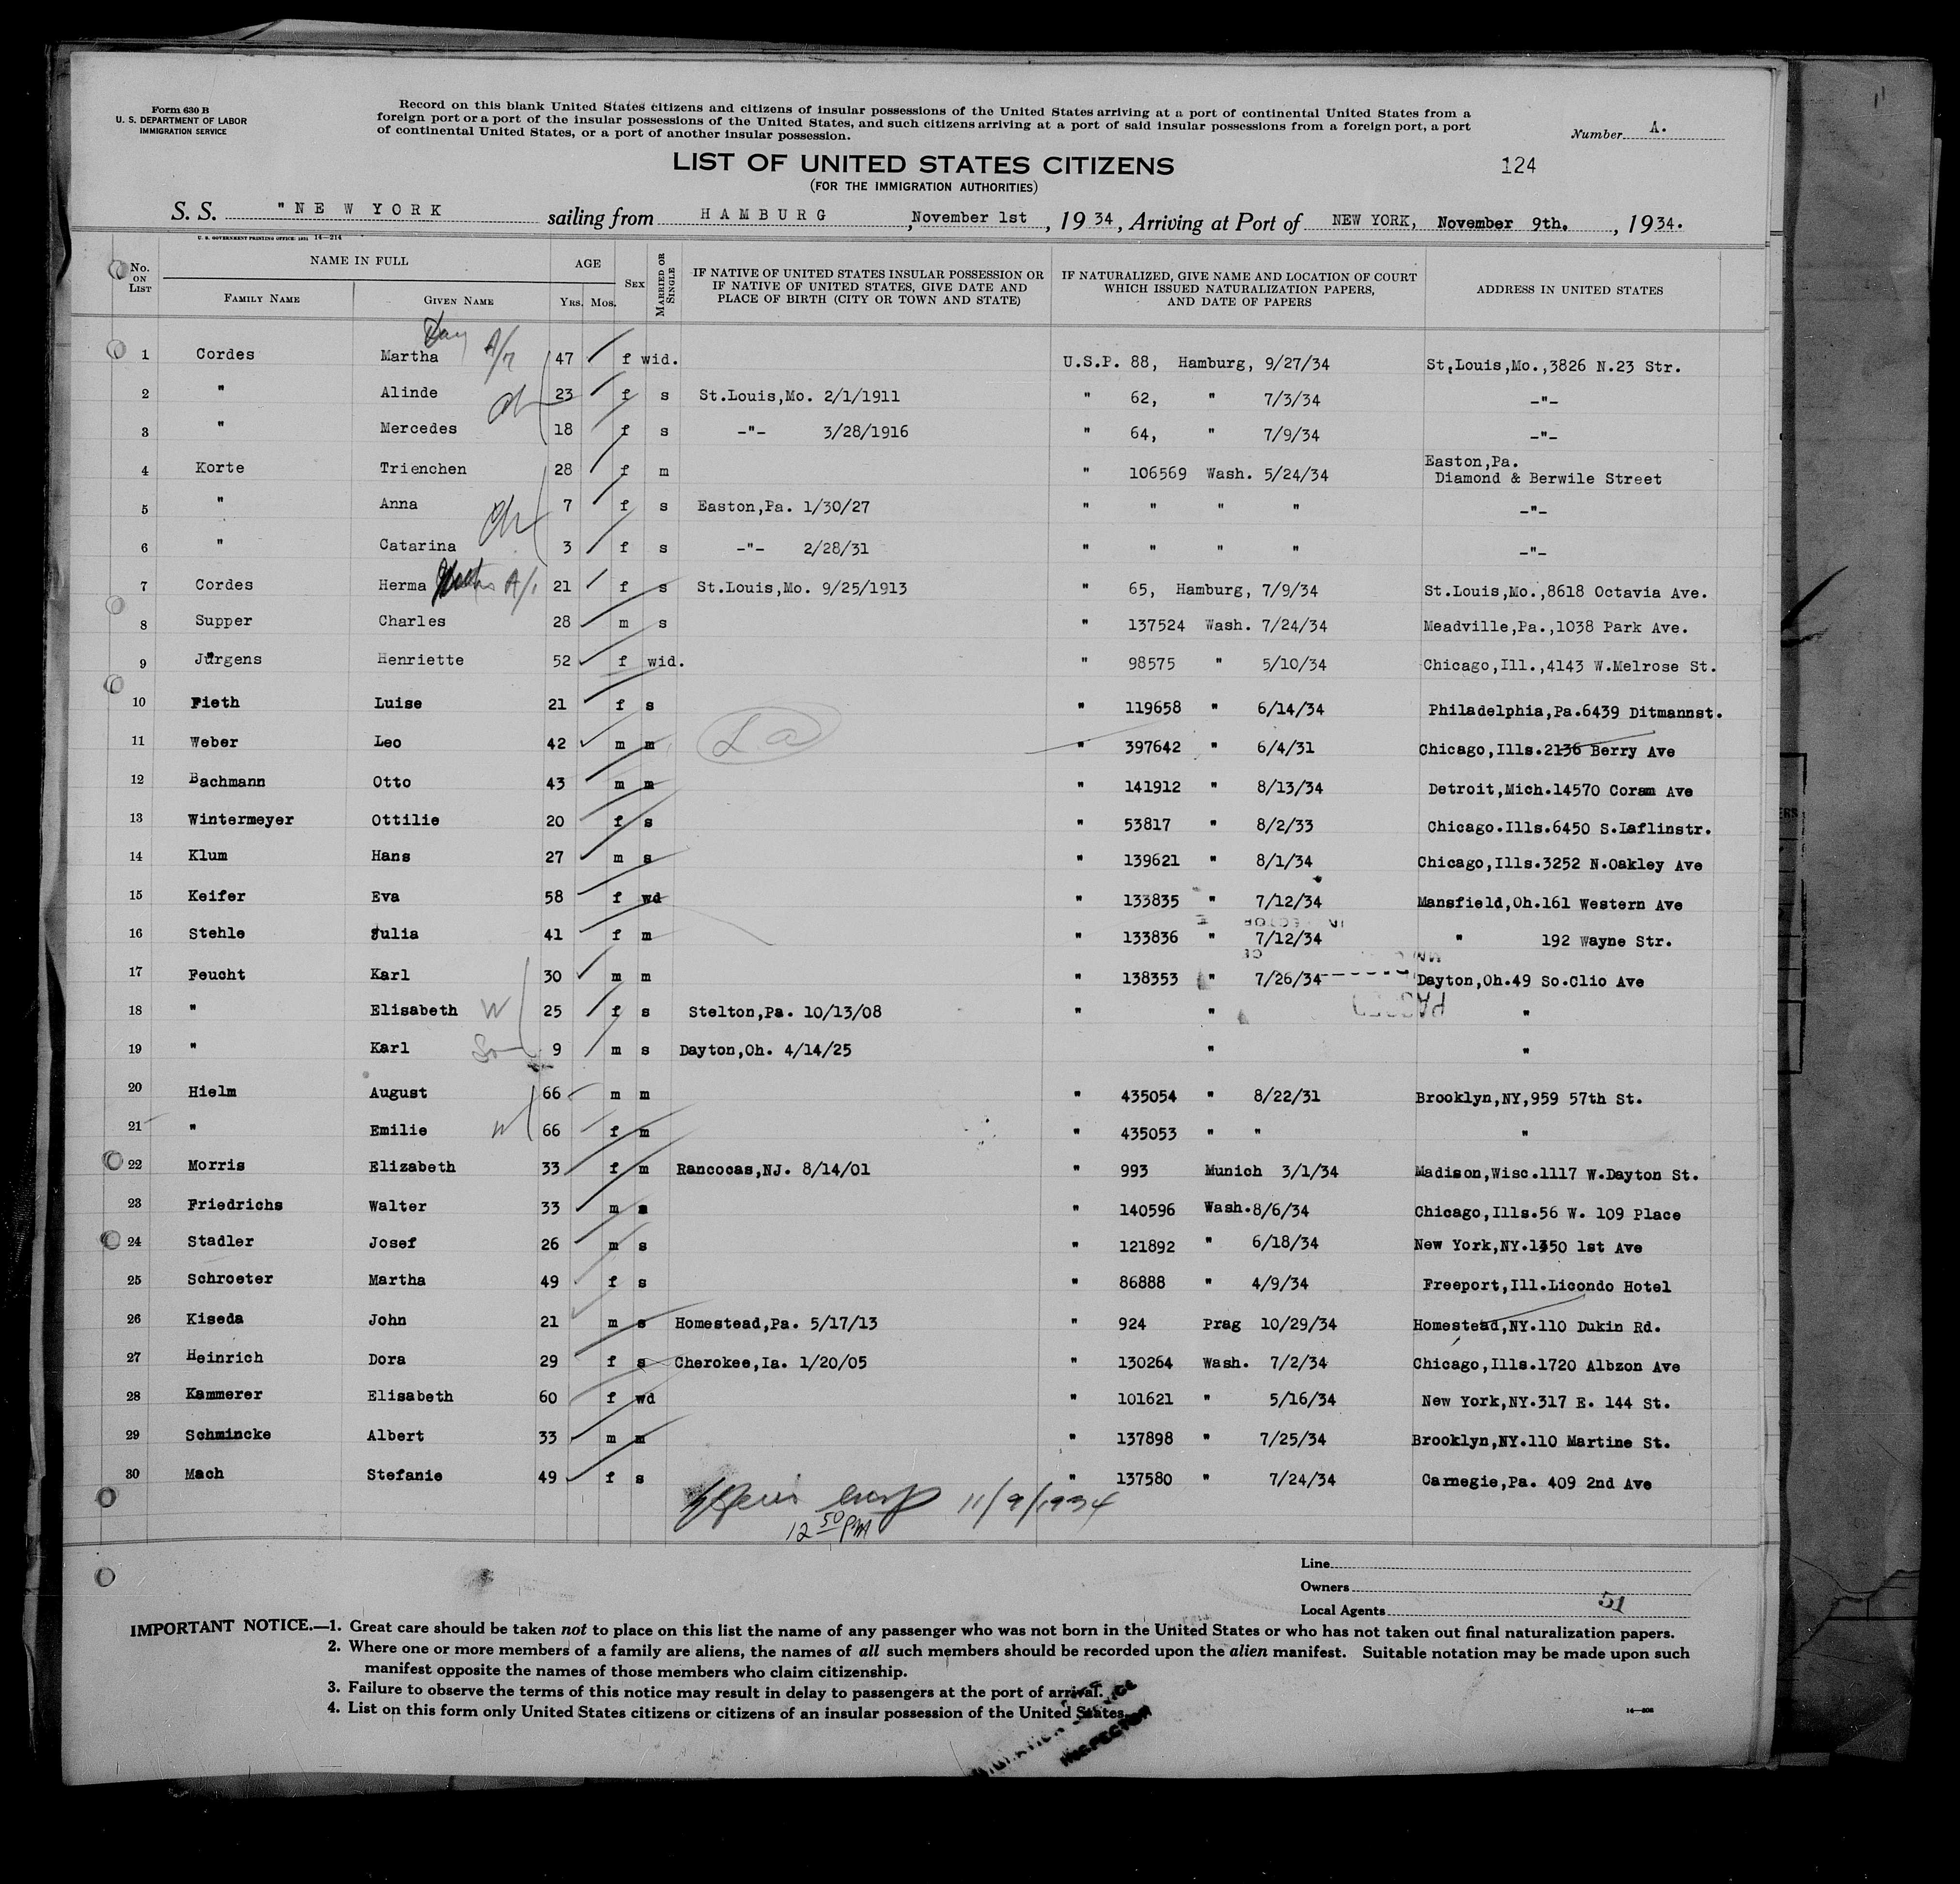 Form 630 B
U. S. DEPARTMENT OF LABOR
IMMIGRATION SERVICE
Record on this blank United States citizens and citizens of insular possessions of the United States arriving at a port of continental United States from a
foreign port or a port of the insular possessions of the United States, and such citizens arriving at a port of said insular possessions from a foreign port, a port
of continental United States, or a port of another insular possession.
Number A.
LIST OF UNITED STATES CITIZENS
124
(FOR THE IMMIGRATION AUTHORITIES)
S. S. "NEW YORK sailing from HAMBURG, November 1st, 1934, Arriving at Port of NEW YORK, November 9th., 1934.
U. S. GOVERNMENT PRINTING OFFICE: 1931 14—214
No. ON LIST NAME IN FULL FAMILY NAME GIVEN NAME AGE YRS. MOS. SEX MARRIED OR SINGLE IF NATIVE OF UNITED STATES INSULAR POSSESSION OR IF NATIVE OF UNITED STATES, GIVE DATE AND PLACE OF BIRTH (CITY OR TOWN AND STATE) IF NATURALIZED, GIVE NAME AND LOCATION OF COURT WHICH ISSUED NATURALIZATION PAPERS, AND DATE OF PAPERS ADDRESS IN UNITED STATES
1 Cordes Martha A/7 47 f wid. U.S.P. 88, Hamburg, 9/27/34 St.Louis,Mo.,3826 N.23 Str.
2 " Alinde 23 f s St.Louis,Mo. 2/1/1911 " 62, " 7/3/34 -"-
3 " Mercedes 18 f s -"- 3/28/1916 " 64, " 7/9/34 -"-
4 Korte Trienchen 28 f m " 106569 Wash. 5/24/34 Easton,Pa.
Diamond & Berwile Street
5 " Anna 7 f s Easton,Pa. 1/30/27 " " " " -"-
6 " Catarina Ch 3 f s -"- 2/28/31 " " " " -"-
7 Cordes Herma A/1 21 f s St.Louis,Mo. 9/25/1913 " 65, Hamburg, 7/9/34 St.Louis,Mo.,8618 Octavia Ave.
8 Supper Charles 28 m s " 137524 Wash. 7/24/34 Meadville,Pa.,1038 Park Ave.
9 Jürgens Henriette 52 f wid. " 98575 " 5/10/34 Chicago,Ill.,4143 W.Melrose St.
10 Fieth Luise 21 f s " 119658 " 6/14/34 Philadelphia,Pa.6439 Ditmannst.
11 Weber Leo 42 m m " 397642 " 6/4/31 Chicago,Ills.2136 Berry Ave
12 Bachmann Otto 43 m m " 141912 " 8/13/34 Detroit,Mich.14570 Coram Ave
13 Wintermeyer Ottilie 20 f s " 53817 " 8/2/33 Chicago.Ills.6450 S.Laflinstr.
14 Klum Hans 27 m s " 139621 " 8/1/34 Chicago,Ills.3252 N.Oakley Ave
15 Keifer Eva 58 f wd " 133835 " 7/12/34 Mansfield,Oh.161 Western Ave
16 Stehle Julia 41 f m " 133836 " 7/12/34 " 192 Wayne Str.
17 Feucht Karl 30 m m " 138353 " 7/26/34 Dayton,Oh.49 So.Clio Ave
18 " Elisabeth W 25 f s Stelton,Pa. 10/13/08 " " "
19 " Karl So 9 m s Dayton,Oh. 4/14/25 " "
20 Hielm August 66 m m " 435054 " 8/22/31 Brooklyn,NY,959 57th St.
21 " Emilie W 66 f m " 435053 " " "
22 Morris Elizabeth 33 f m Rancocas,NJ. 8/14/01 " 993 Munich 3/1/34 Madison,Wisc.1117 W.Dayton St.
23 Friedrichs Walter 33 m s " 140596 Wash.8/6/34 Chicago,Ills.56 W. 109 Place
24 Stadler Josef 26 m s " 121892 " 6/18/34 New York,NY.1350 1st Ave
25 Schroeter Martha 49 f s " 86888 " 4/9/34 Freeport,Ill.Licondo Hotel
26 Kiseda John 21 m s Homestead,Pa. 5/17/13 " 924 Prag 10/29/34 Homestead,NY.110 Dukin Rd.
27 Heinrich Dora 29 f s Cherokee,Ia. 1/20/05 " 130264 Wash. 7/2/34 Chicago,Ills.1720 Albzon Ave
28 Kammerer Elisabeth 60 f wd " 101621 " 5/16/34 New York,NY.317 E. 144 St.
29 Schmincke Albert 33 m m " 137898 " 7/25/34 Brooklyn,NY.110 Martine St.
30 Mach Stefanie 49 f s " 137580 " 7/24/34 Carnegie,Pa. 409 2nd Ave
11/9/1934
12 50 PM
Line
Owners
Local Agents
51
IMPORTANT NOTICE.—1. Great care should be taken not to place on this list the name of any passenger who was not born in the United States or who has not taken out final naturalization papers.
2. Where one or more members of a family are aliens, the names of all such members should be recorded upon the alien manifest. Suitable notation may be made upon such
manifest opposite the names of those members who claim citizenship.
3. Failure to observe the terms of this notice may result in delay to passengers at the port of arrival.
4. List on this form only United States citizens or citizens of an insular possession of the United States.
INSPECTOR